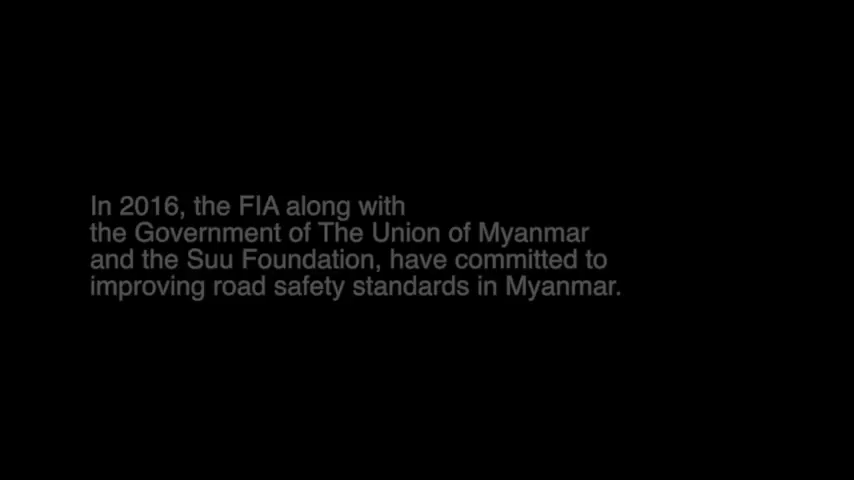 In 2016, the FIA along with
the Government of The Union of Myanmar
and the Suu Foundation, have committed to
improving road safety standards in Myanmar.